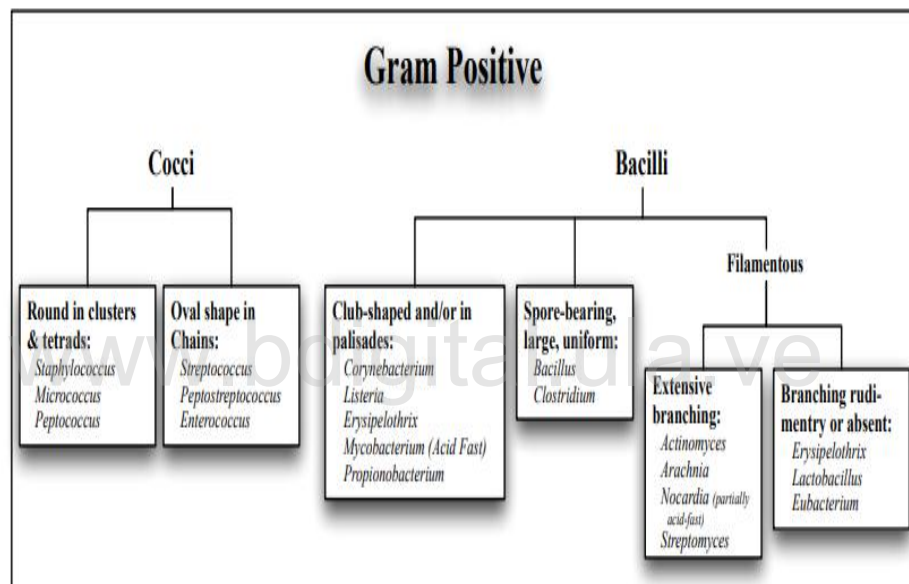 Gram Positive
Cocci
Bacilli
Filamentous
Round in clusters
& tetrads:
Staphylococcus
Micrococcus
Peptococcus
Oval shape in
Chains:
Streptococcus
Peptostreptococcus
Enterococcus
Club-shaped and/or in
palisades:
Corynebacterium
Listeria
Erysipelothrix
Mycobacterium (Acid Fast)
Propionobacterium
Spore-bearing,
large, uniform:
Bacillus
Clostridium
Extensive
branching:
Actinomyces
Arachnia
Nocardia (partially
acid-fast)
Streptomyces
Branching rudi-
mentry or absent:
Erysipelothrix
Lactobacillus
Eubacterium
www.bdigital.ula.ve